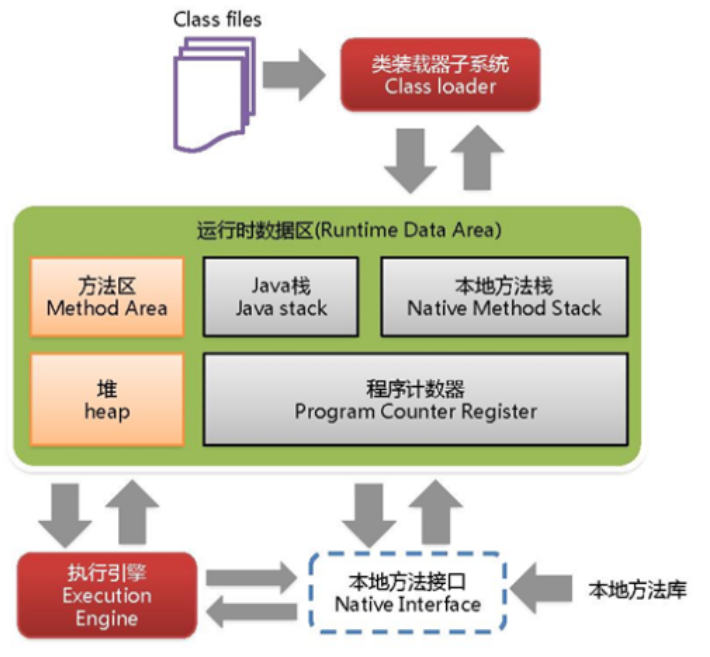 Class files
类装载器子系统
Class loader
运行时数据区(Runtime Data Area)
方法区
Method Area
Java栈
Java stack
本地方法栈
Native Method Stack
堆
heap
程序计数器
Program Counter Register
执行引擎
Execution
Engine
本地方法接口
Native Interface
本地方法库